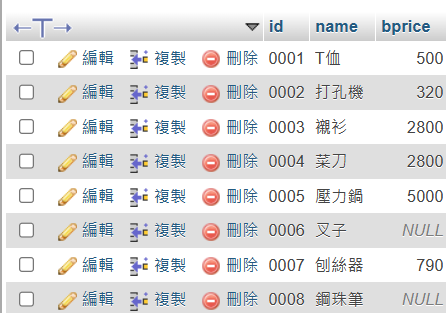 id name bprice
編輯 複製 刪除 0001 T恤 500
編輯 複製 刪除 0002 打孔機 320
編輯 複製 刪除 0003 襯衫 2800
編輯 複製 刪除 0004 菜刀 2800
編輯 複製 刪除 0005 壓力鍋 5000
編輯 複製 刪除 0006 叉子 NULL
編輯 複製 刪除 0007 刨絲器 790
編輯 複製 刪除 0008 鋼珠筆 NULL